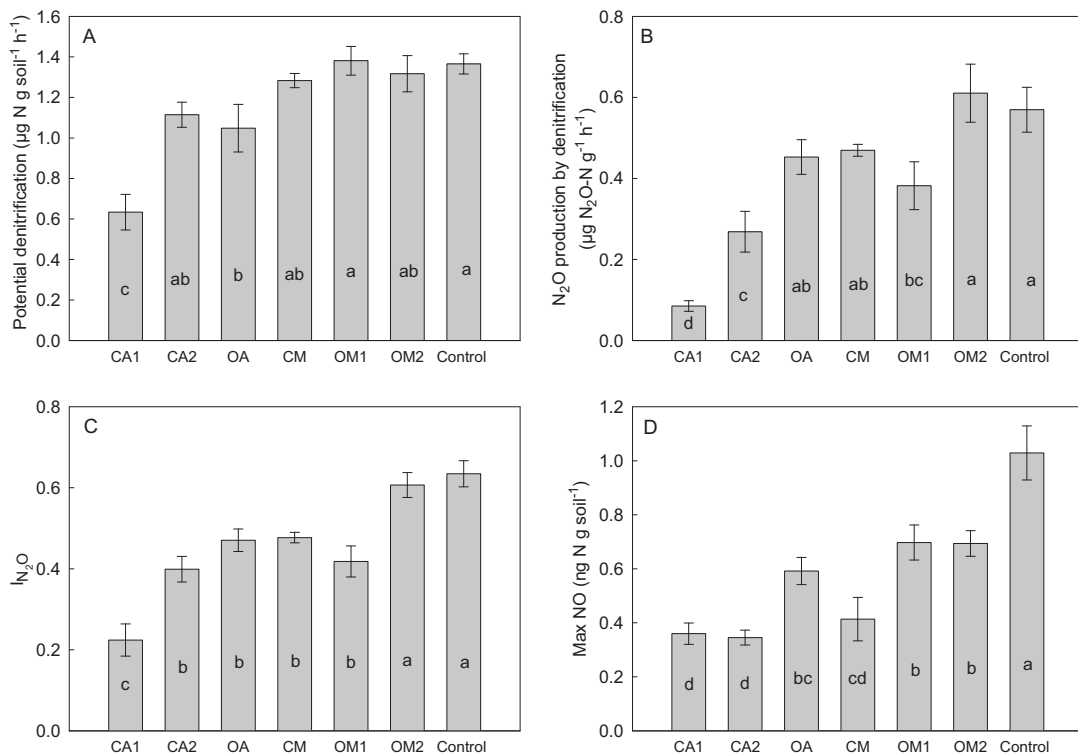 A
Potential denitrification (µg N g soil⁻¹ h⁻¹)
1.6
1.4
1.2
1.0
0.8
0.6
0.4
0.2
0.0
c
ab
b
ab
a
ab
a
CA1 CA2 OA CM OM1 OM2 Control
B
N₂O production by denitrification
(µg N₂O-N g⁻¹ h⁻¹)
0.8
0.6
0.4
0.2
0.0
d
c
ab
ab
bc
a
a
CA1 CA2 OA CM OM1 OM2 Control
C
I_N₂O
0.8
0.6
0.4
0.2
0.0
c
b
b
b
b
a
a
CA1 CA2 OA CM OM1 OM2 Control
D
Max NO (ng N g soil⁻¹)
1.2
1.0
0.8
0.6
0.4
0.2
0.0
d
d
bc
cd
b
b
a
CA1 CA2 OA CM OM1 OM2 Control